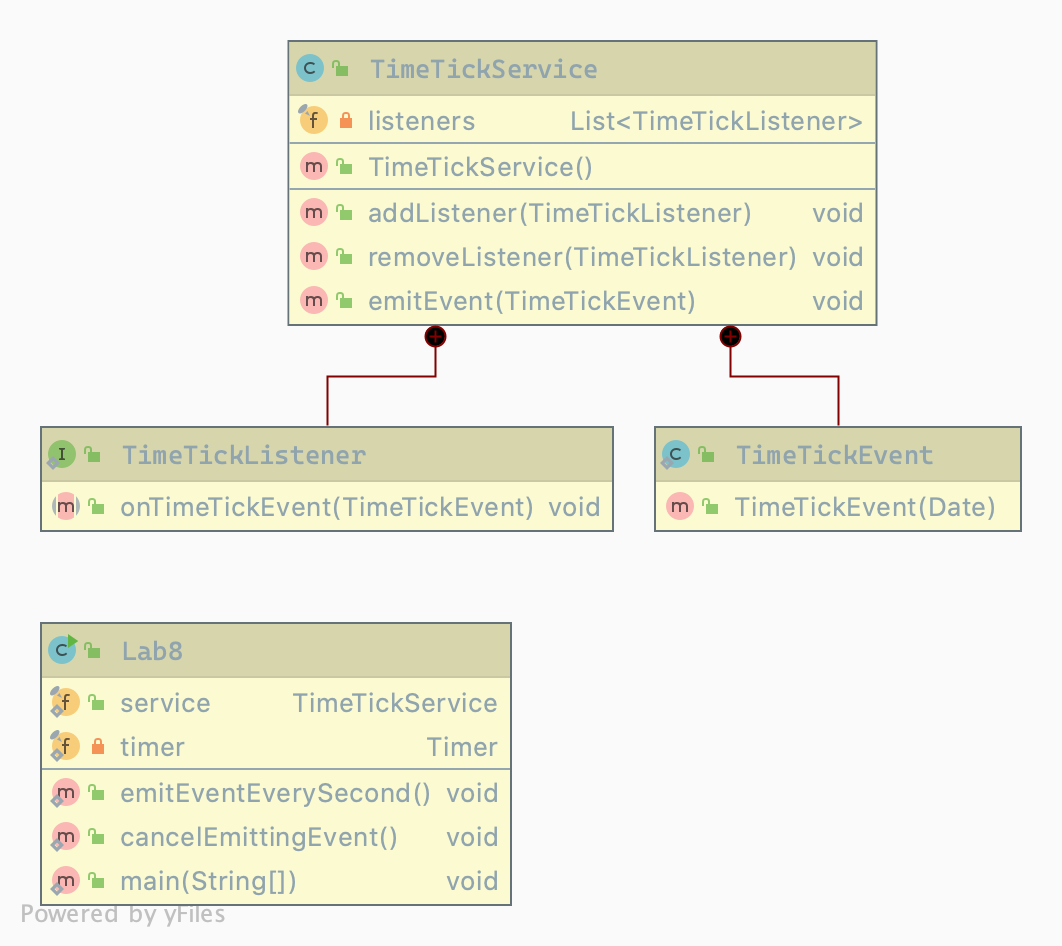 TimeTickService
listeners List<TimeTickListener>
TimeTickService()
addListener(TimeTickListener) void
removeListener(TimeTickListener) void
emitEvent(TimeTickEvent) void
TimeTickListener
onTimeTickEvent(TimeTickEvent) void
TimeTickEvent
TimeTickEvent(Date)
Lab8
service TimeTickService
timer Timer
emitEventEverySecond() void
cancelEmittingEvent() void
main(String[]) void
Powered by yFiles